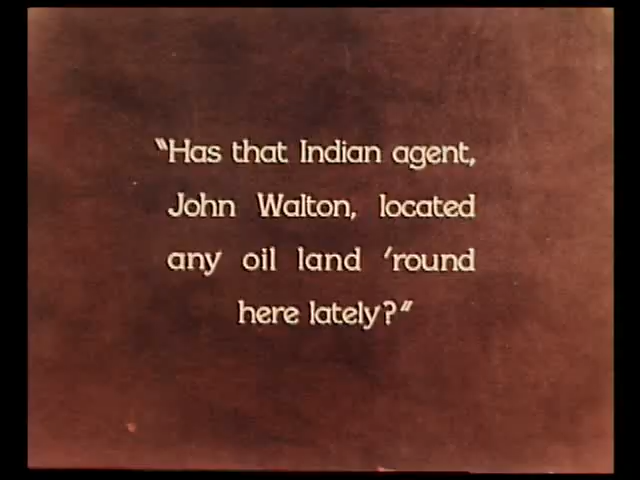 "Has that Indian agent,
John Walton, located
any oil land 'round
here lately?"